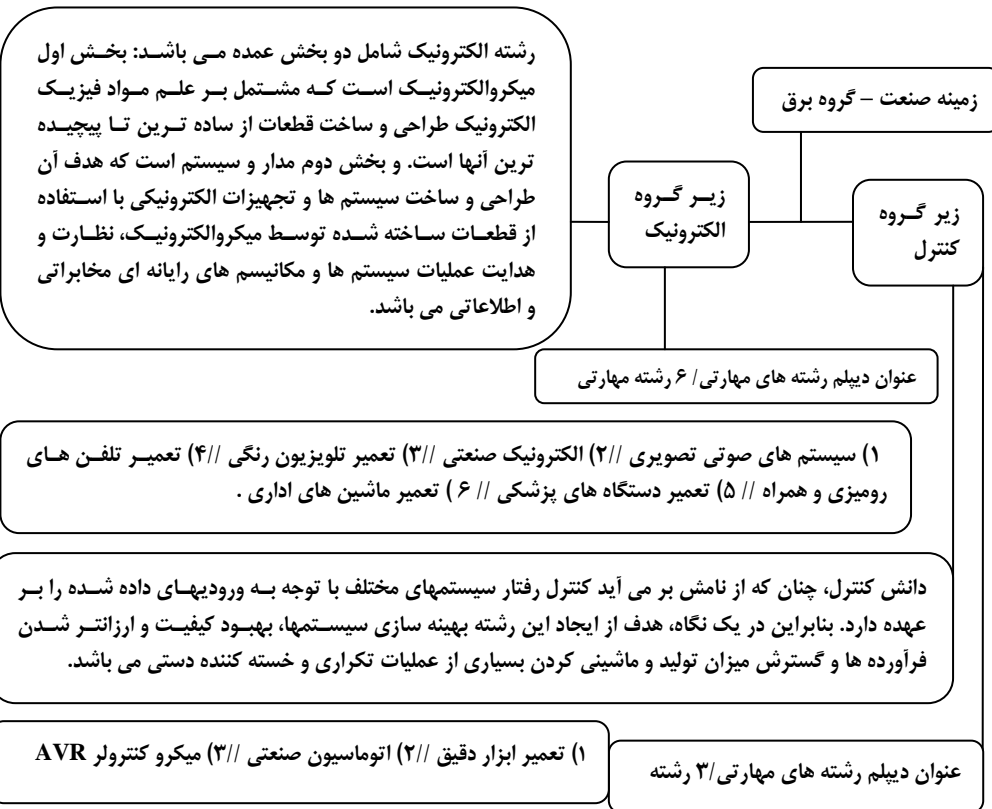 رشته الکترونیک شامل دو بخش عمده می باشد: بخش اول
میکروالکترونیک است که مشتمل بر علم مواد فیزیک
الکترونیک طراحی و ساخت قطعات از ساده ترین تا پیچیده
ترین آنها است. و بخش دوم مدار و سیستم است که هدف آن
طراحی و ساخت سیستم ها و تجهیزات الکترونیکی با استفاده
از قطعات ساخته شده توسط میکروالکترونیک، نظارت و
هدایت عملیات سیستم ها و مکانیسم های رایانه ای مخابراتی
و اطلاعاتی می باشد.
زمینه صنعت – گروه برق
زیر گروه
الکترونیک
زیر گروه
کنترل
عنوان دیپلم رشته های مهارتی/ ۶ رشته مهارتی
۱) سیستم های صوتی تصویری //۲) الکترونیک صنعتی //۳) تعمیر تلویزیون رنگی //۴) تعمیر تلفن های
رومیزی و همراه // ۵) تعمیر دستگاه های پزشکی // ۶ ) تعمیر ماشین های اداری .
دانش کنترل، چنان که از نامش بر می آید کنترل رفتار سیستمهای مختلف با توجه به ورودیهای داده شده را بر
عهده دارد. بنابراین در یک نگاه، هدف از ایجاد این رشته بهینه سازی سیستمها، بهبود کیفیت و ارزانتر شدن
فرآورده ها و گسترش میزان تولید و ماشینی کردن بسیاری از عملیات تکراری و خسته کننده دستی می باشد.
۱) تعمیر ابزار دقیق //۲) اتوماسیون صنعتی //۳) میکرو کنترولر AVR
عنوان دیپلم رشته های مهارتی/۳ رشته